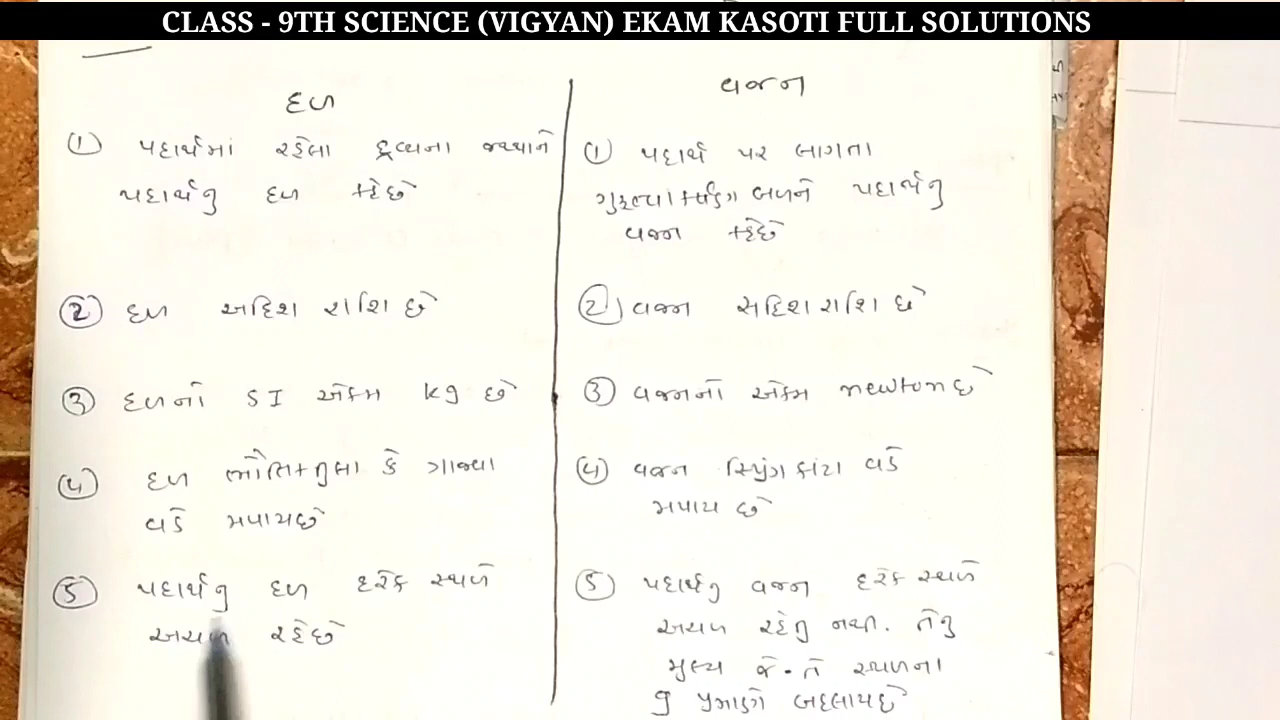 CLASS - 9TH SCIENCE (VIGYAN) EKAM KASOTI FULL SOLUTIONS
દળ
① પદાર્થમાં રહેલા દ્રવ્યના જથ્થાને
પદાર્થનુ દળ કહે છે
② દળ અદિશ રાશિ છે
③ દળનો SI એકમ kg છે
④ દળ ભૌતિકતુલા કે ગાજવા
વડે મપાય છે
⑤ પદાર્થનુ દળ દરેક સ્થળે
અચળ રહે છે
વજન
① પદાર્થ પર લાગતા
ગુરુત્વાકર્ષણ બળને પદાર્થનુ
વજન કહે છે
② વજન સદિશ રાશિ છે
③ વજનનો એકમ newton છે
④ વજન સ્પ્રિંગકાંટા વડે
મપાય છે
⑤ પદાર્થનુ વજન દરેક સ્થળે
અચળ રહેતુ નથી. તેનુ
મુલ્ય જે-તે સ્થળના
g પ્રમાણે બદલાય છે